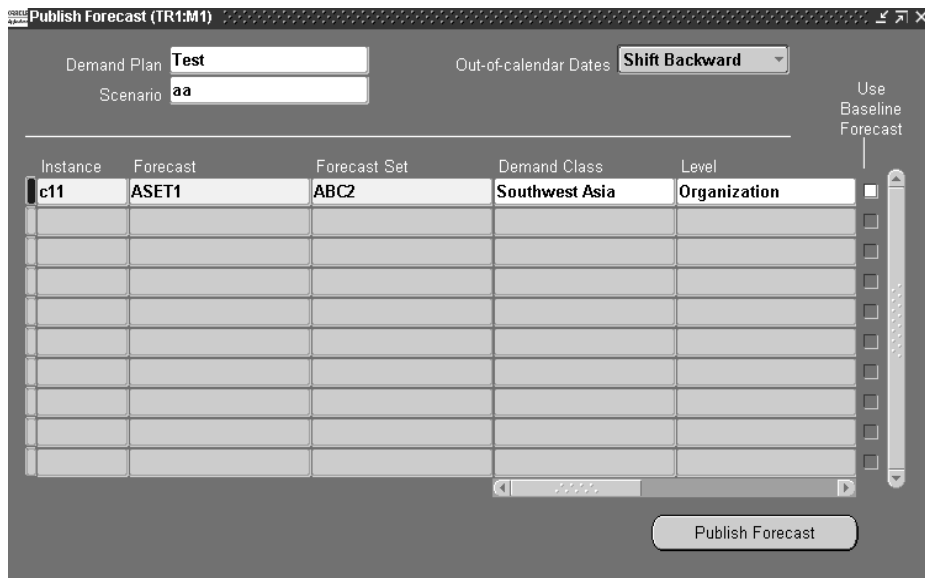 Publish Forecast (TR1:M1)
Demand Plan Test Out-of-calendar Dates Shift Backward
Scenario aa
Use
Baseline
Forecast
Instance Forecast Forecast Set Demand Class Level
c11 ASET1 ABC2 Southwest Asia Organization
Publish Forecast